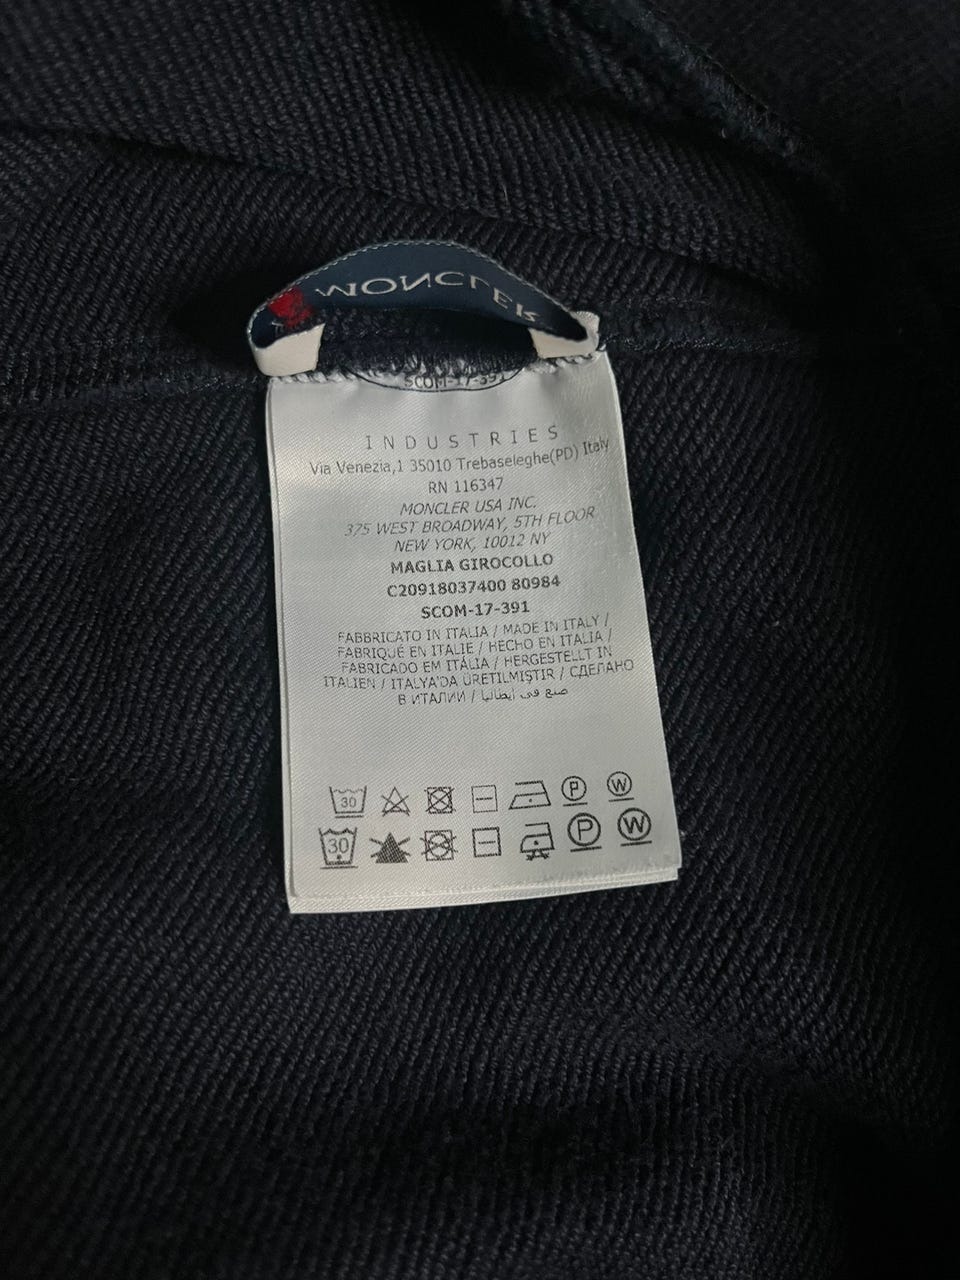 MONCLER
SCOM-17-391
INDUSTRIES
Via Venezia,1 35010 Trebaseleghe(PD) Italy
RN 116347
MONCLER USA INC.
375 WEST BROADWAY, 5TH FLOOR
NEW YORK, 10012 NY
MAGLIA GIROCOLLO
C20918037400 80984
SCOM-17-391
FABBRICATO IN ITALIA / MADE IN ITALY /
FABRIQUÉ EN ITALIE / HECHO EN ITALIA /
FABRICADO EM ITÁLIA / HERGESTELLT IN
ITALIEN / ITALYA'DA ÜRETILMIŞTIR / СДЕЛАНО
В ИТАЛИИ / صنع في ايطاليا
30 P W
30 P W